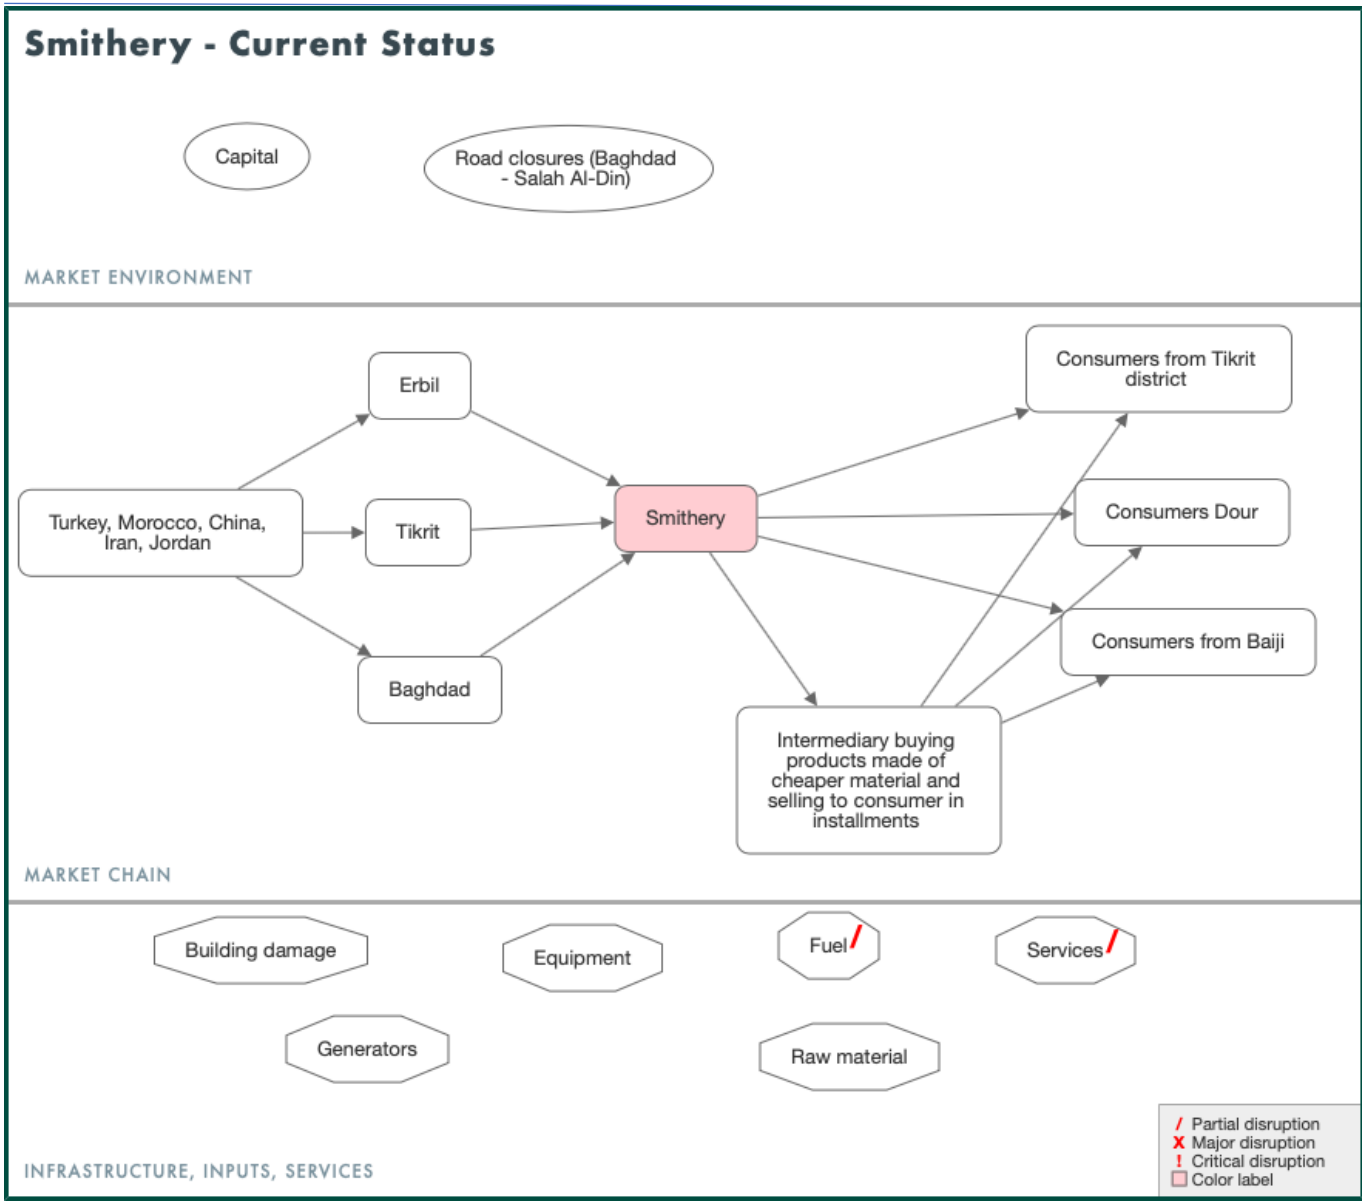 Smithery - Current Status
Capital
Road closures (Baghdad
- Salah Al-Din)
MARKET ENVIRONMENT
Erbil
Consumers from Tikrit
district
Turkey, Morocco, China,
Iran, Jordan
Tikrit
Smithery
Consumers Dour
Consumers from Baiji
Baghdad
Intermediary buying
products made of
cheaper material and
selling to consumer in
installments
MARKET CHAIN
Building damage
Equipment
Fuel
Services
Generators
Raw material
/ Partial disruption
X Major disruption
! Critical disruption
Color label
INFRASTRUCTURE, INPUTS, SERVICES